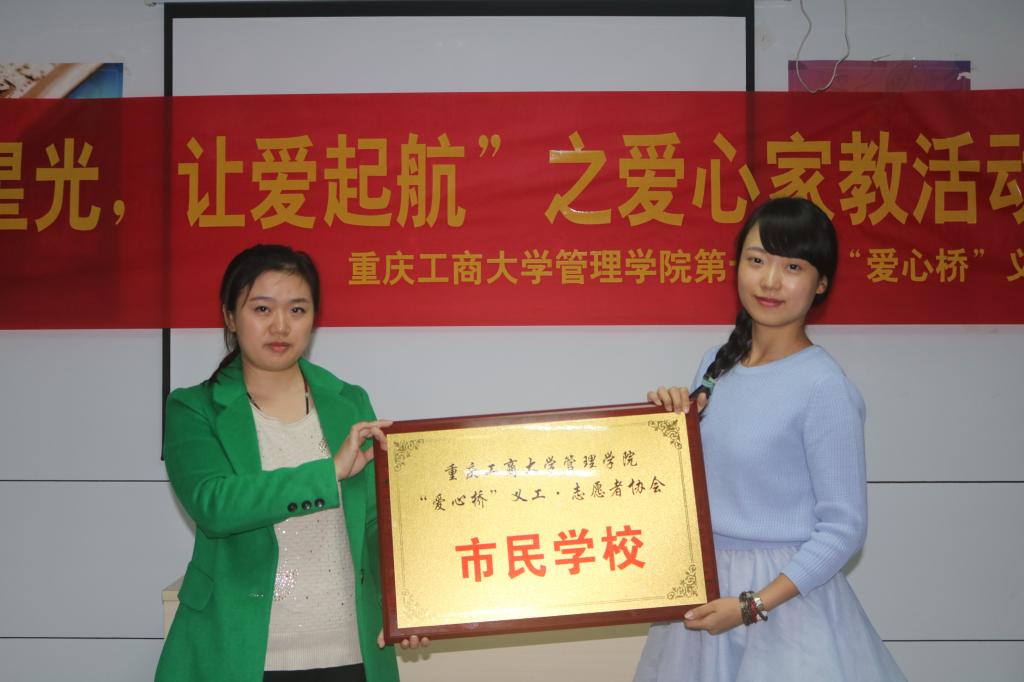 星光，让爱起航”之爱心家教活动
重庆工商大学管理学院第 “爱心桥”义
重庆工商大学管理学院
“爱心桥”义工·志愿者协会
市民学校